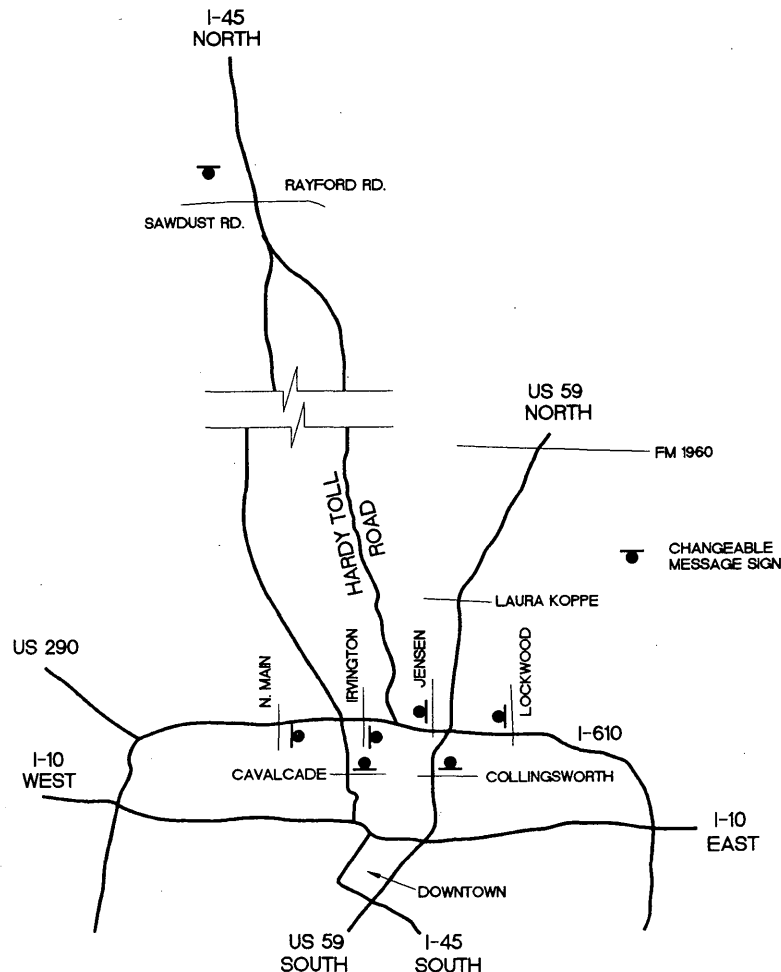 I-45
NORTH
RAYFORD RD.
SAWDUST RD.
US 59
NORTH
FM 1960
HARDY TOLL
ROAD
CHANGEABLE
MESSAGE SIGN
LAURA KOPPE
US 290
N. MAIN
IRVINGTON
JENSEN
LOCKWOOD
I-610
I-10
WEST
CAVALCADE
COLLINGSWORTH
I-10
EAST
DOWNTOWN
US 59
SOUTH
I-45
SOUTH